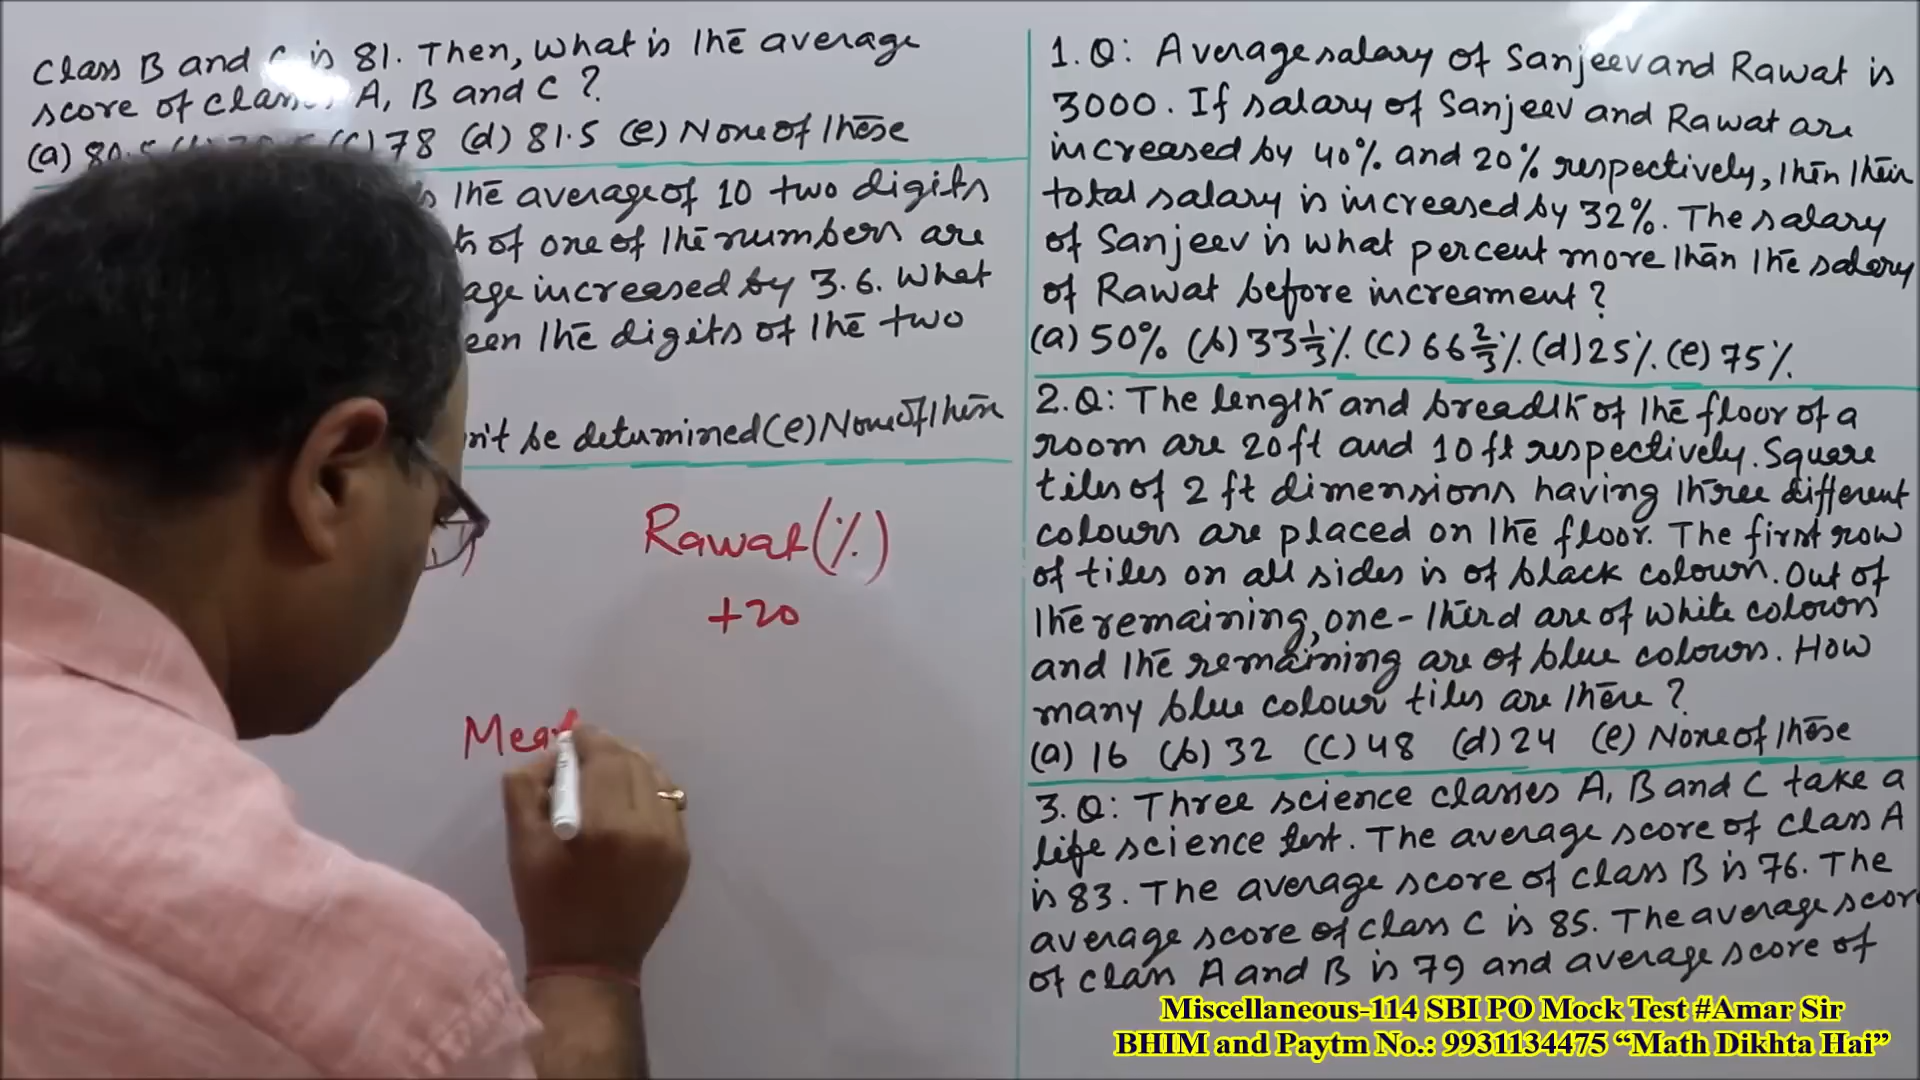 Class B and C is 81. Then, what is the average
score of classes A, B and C ?
(a) 80.5 (c) 78 (d) 81.5 (e) None of these
the average of 10 two digits
of one of the numbers are
increased by 3.6. What
the digits of the two
be determined (e) None of these
Rawat (%)
+20
Mea
1. Q: Average salary of Sanjeev and Rawat is
3000. If salary of Sanjeev and Rawat are
increased by 40% and 20% respectively, then their
total salary is increased by 32%. The salary
of Sanjeev is what percent more than the salary
of Rawat before increament ?
(a) 50% (b) 33 1/3 % (c) 66 2/3 % (d) 25% (e) 75%
2. Q: The length and breadth of the floor of a
room are 20ft and 10 ft respectively. Square
tiles of 2 ft dimensions having three different
colours are placed on the floor. The first row
of tiles on all sides is of black colour. Out of
the remaining, one-third are of white colours
and the remaining are of blue colours. How
many blue colour tiles are there ?
(a) 16 (b) 32 (c) 48 (d) 24 (e) None of these
3. Q: Three science classes A, B and C take a
life science test. The average score of class A
is 83. The average score of class B is 76. The
average score of class C is 85. The average scor
of class A and B is 79 and average score of
Miscellaneous-114 SBI PO Mock Test #Amar Sir
BHIM and Paytm No.: 9931134475 “Math Dikhta Hai”